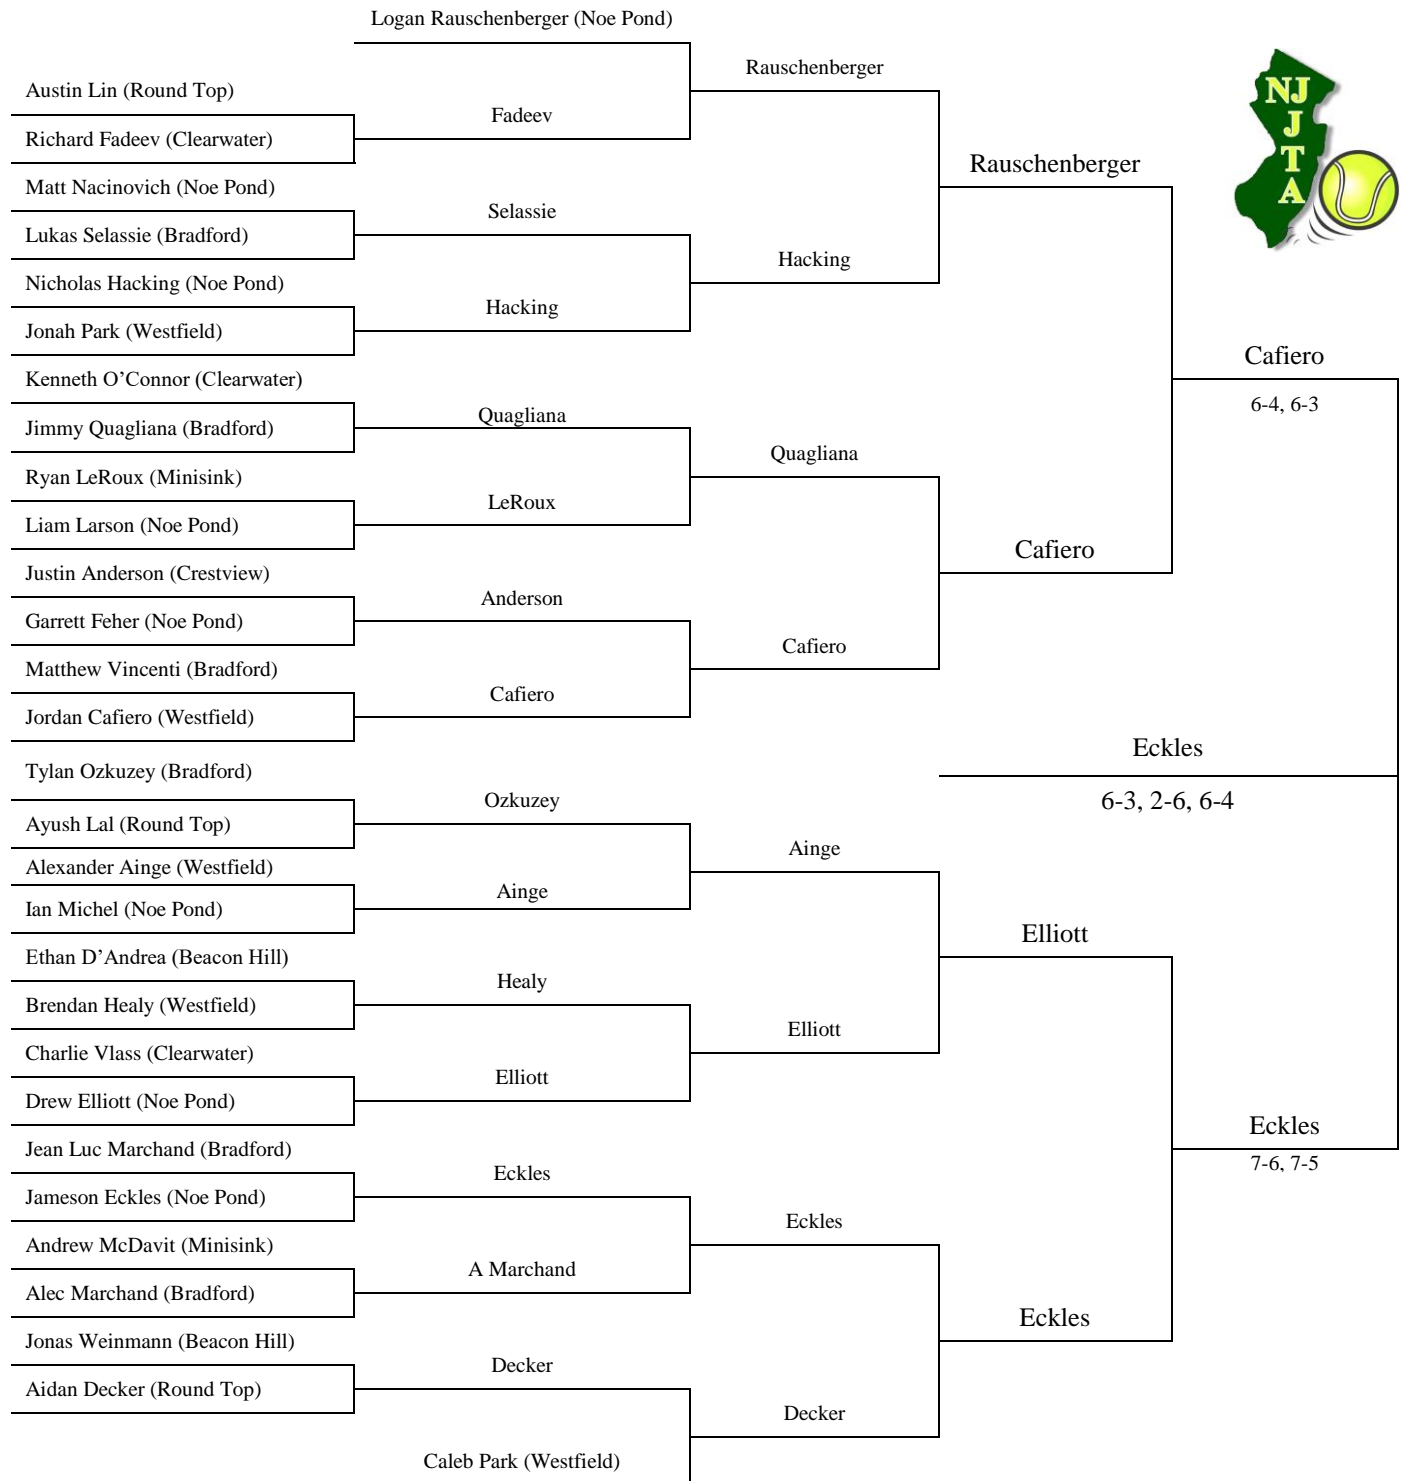 Logan Rauschenberger (Noe Pond)
Rauschenberger
Austin Lin (Round Top)
Fadeev
Richard Fadeev (Clearwater)
Rauschenberger
Matt Nacinovich (Noe Pond)
Selassie
Lukas Selassie (Bradford)
Hacking
Nicholas Hacking (Noe Pond)
Hacking
Jonah Park (Westfield)
Cafiero
6-4, 6-3
Kenneth O’Connor (Clearwater)
Quagliana
Jimmy Quagliana (Bradford)
Quagliana
Ryan LeRoux (Minisink)
LeRoux
Liam Larson (Noe Pond)
Cafiero
Justin Anderson (Crestview)
Anderson
Garrett Feher (Noe Pond)
Cafiero
Matthew Vincenti (Bradford)
Cafiero
Jordan Cafiero (Westfield)
Eckles
6-3, 2-6, 6-4
Tylan Ozkuzey (Bradford)
Ozkuzey
Ayush Lal (Round Top)
Ainge
Alexander Ainge (Westfield)
Ainge
Ian Michel (Noe Pond)
Elliott
Ethan D’Andrea (Beacon Hill)
Healy
Brendan Healy (Westfield)
Elliott
Charlie Vlass (Clearwater)
Elliott
Drew Elliott (Noe Pond)
Eckles
7-6, 7-5
Jean Luc Marchand (Bradford)
Eckles
Jameson Eckles (Noe Pond)
Eckles
Andrew McDavit (Minisink)
A Marchand
Alec Marchand (Bradford)
Eckles
Jonas Weinmann (Beacon Hill)
Decker
Aidan Decker (Round Top)
Decker
Caleb Park (Westfield)
NJ
J
T
A